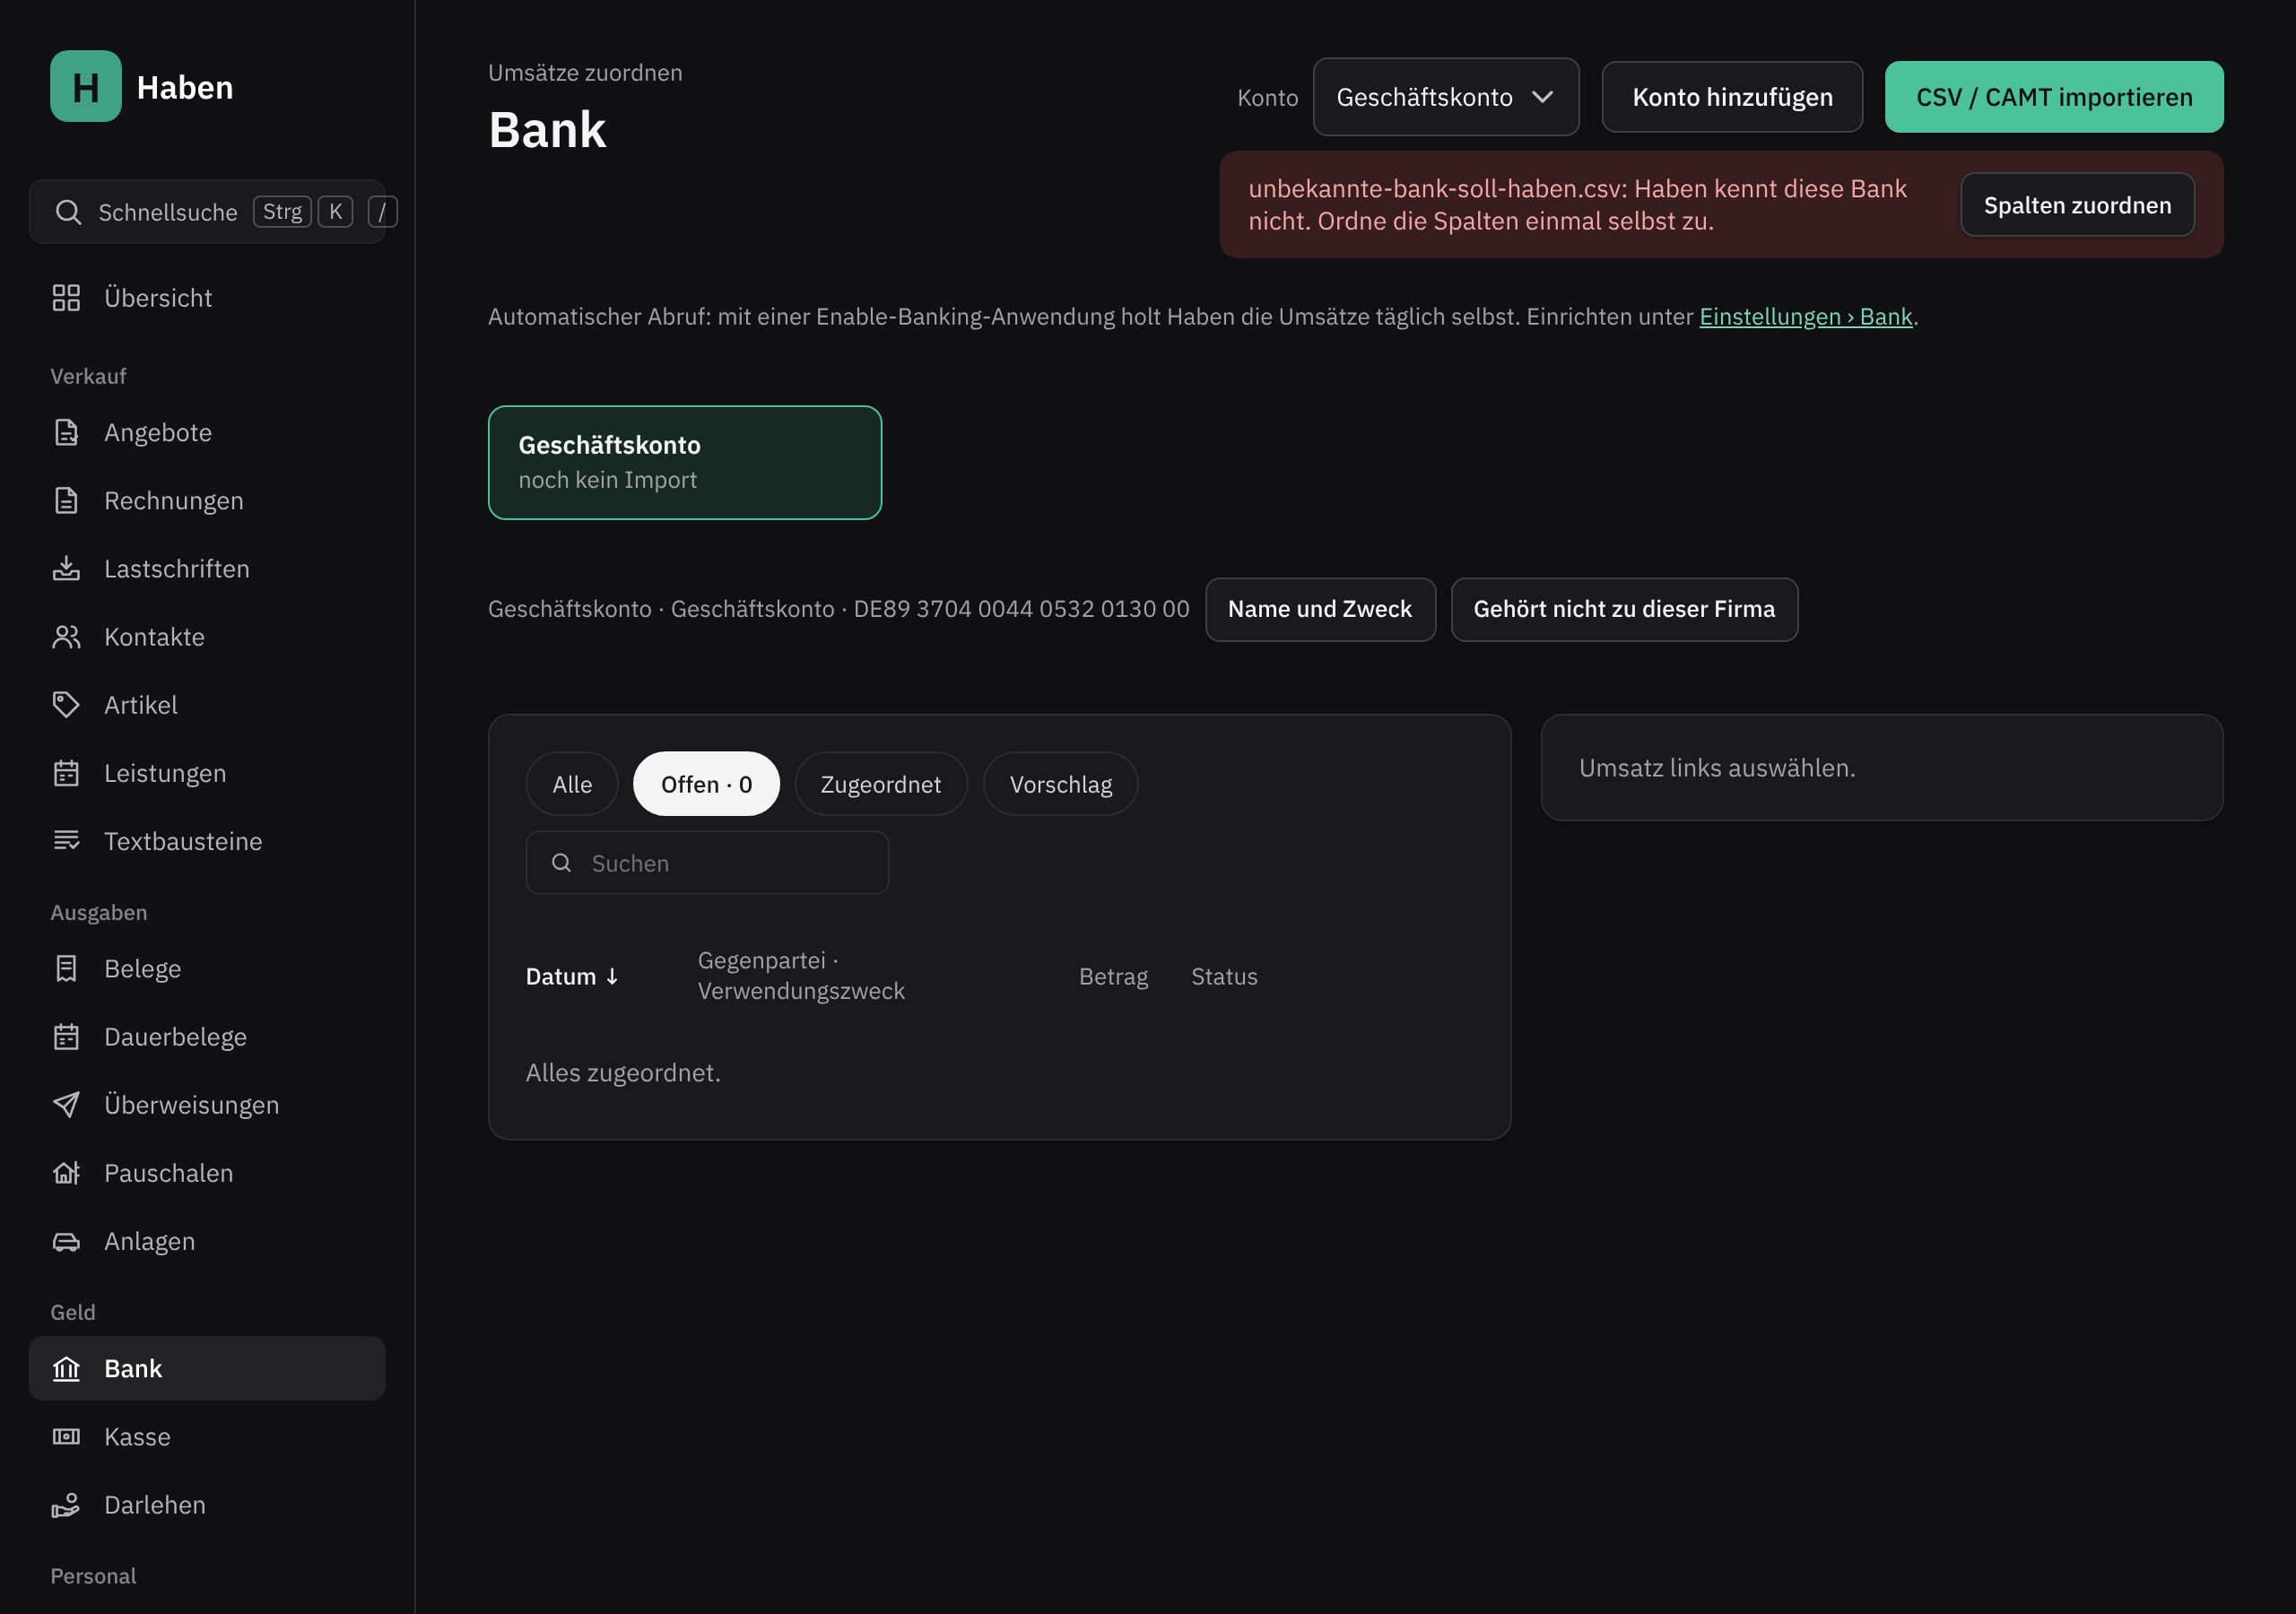 H Haben
Schnellsuche Strg K /
Übersicht
Verkauf
Angebote
Rechnungen
Lastschriften
Kontakte
Artikel
Leistungen
Textbausteine
Ausgaben
Belege
Dauerbelege
Überweisungen
Pauschalen
Anlagen
Geld
Bank
Kasse
Darlehen
Personal
Umsätze zuordnen
Bank
Konto Geschäftskonto Konto hinzufügen CSV / CAMT importieren
unbekannte-bank-soll-haben.csv: Haben kennt diese Bank
nicht. Ordne die Spalten einmal selbst zu.
Spalten zuordnen
Automatischer Abruf: mit einer Enable-Banking-Anwendung holt Haben die Umsätze täglich selbst. Einrichten unter Einstellungen › Bank.
Geschäftskonto
noch kein Import
Geschäftskonto · Geschäftskonto · DE89 3704 0044 0532 0130 00 Name und Zweck Gehört nicht zu dieser Firma
Alle Offen · 0 Zugeordnet Vorschlag
Suchen
Datum ↓
Gegenpartei ·
Verwendungszweck
Betrag Status
Alles zugeordnet.
Umsatz links auswählen.